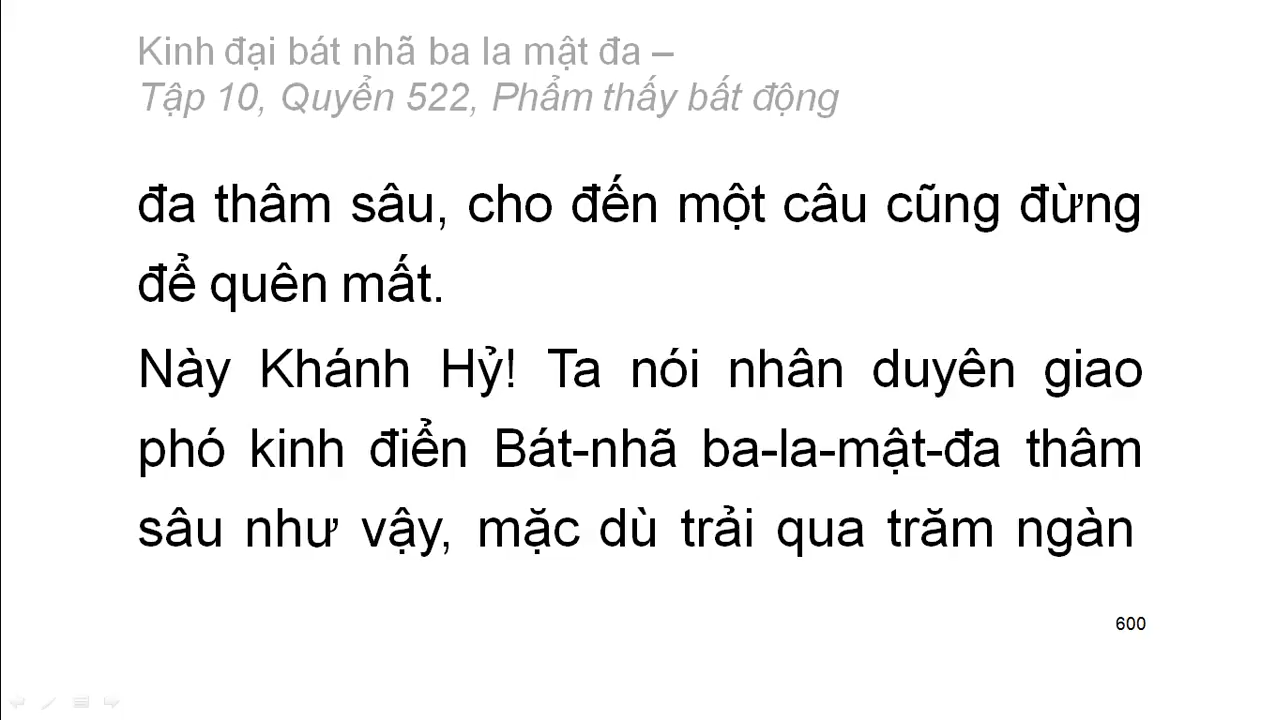 Kinh đại bát nhã ba la mật đa –
Tập 10, Quyển 522, Phẩm thấy bất động
đa thâm sâu, cho đến một câu cũng đừng
để quên mất.
Này Khánh Hỷ! Ta nói nhân duyên giao
phó kinh điển Bát-nhã ba-la-mật-đa thâm
sâu như vậy, mặc dù trải qua trăm ngàn
600